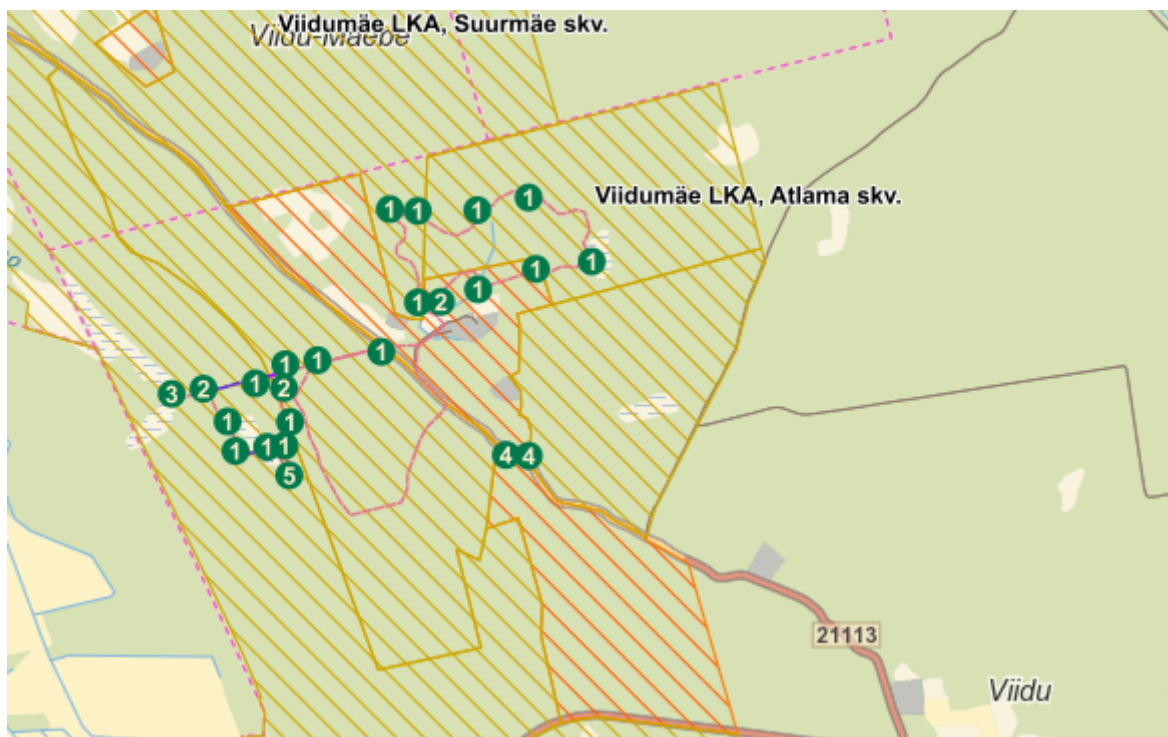 Viidumäe LKA, Suurmäe skv.
Viidu-Mäebe
Viidumäe LKA, Atlama skv.
1 1 1 1
1 1
1 2 1
1 1 1
3 2 1 2
1 1
1 1 1
4 4
5
21113
Viidu